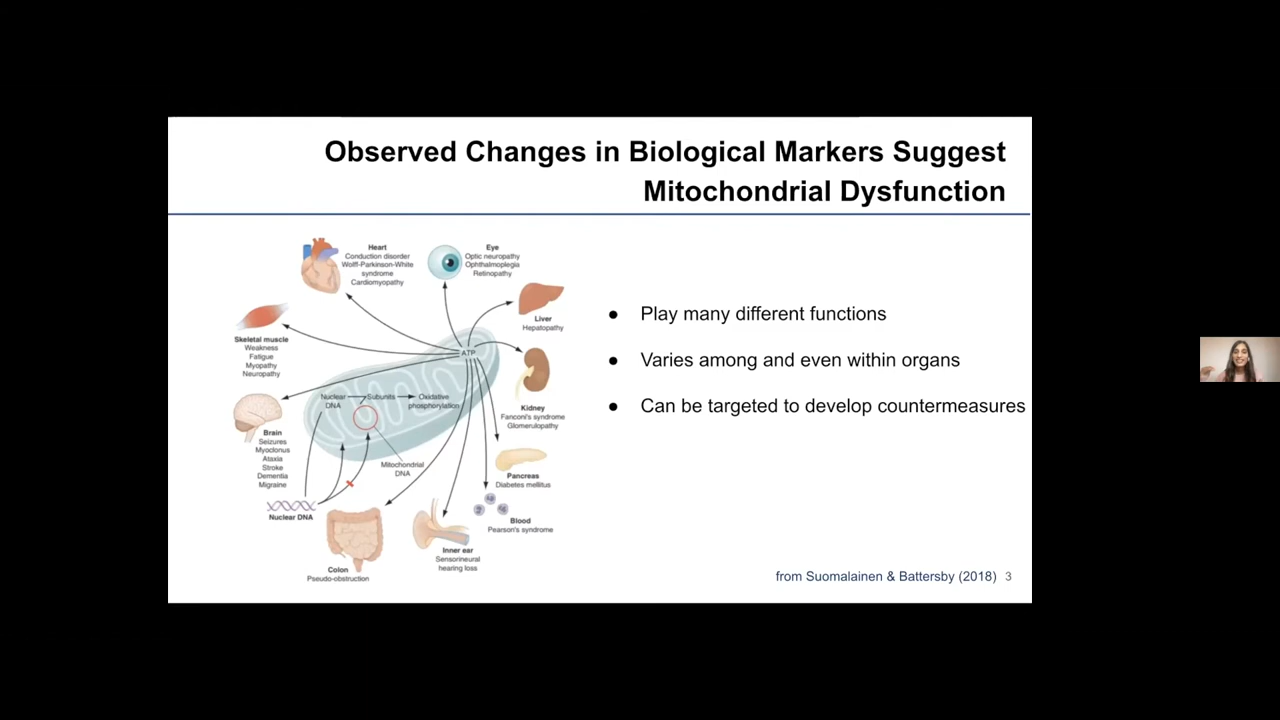 Observed Changes in Biological Markers Suggest
Mitochondrial Dysfunction
Heart
Conduction disorder
Wolff-Parkinson-White
syndrome
Cardiomyopathy
Eye
Optic neuropathy
Ophthalmoplegia
Retinopathy
Liver
Hepatopathy
Skeletal muscle
Weakness
Fatigue
Myopathy
Neuropathy
ATP
Nuclear
DNA
Subunits
Oxidative
phosphorylation
Kidney
Fanconi's syndrome
Glomerulopathy
Brain
Seizures
Myoclonus
Ataxia
Stroke
Dementia
Migraine
Mitochondrial
DNA
Pancreas
Diabetes mellitus
Nuclear DNA
Blood
Pearson's syndrome
Inner ear
Sensorineural
hearing loss
Colon
Pseudo-obstruction
● Play many different functions
● Varies among and even within organs
● Can be targeted to develop countermeasures
from Suomalainen & Battersby (2018) 3